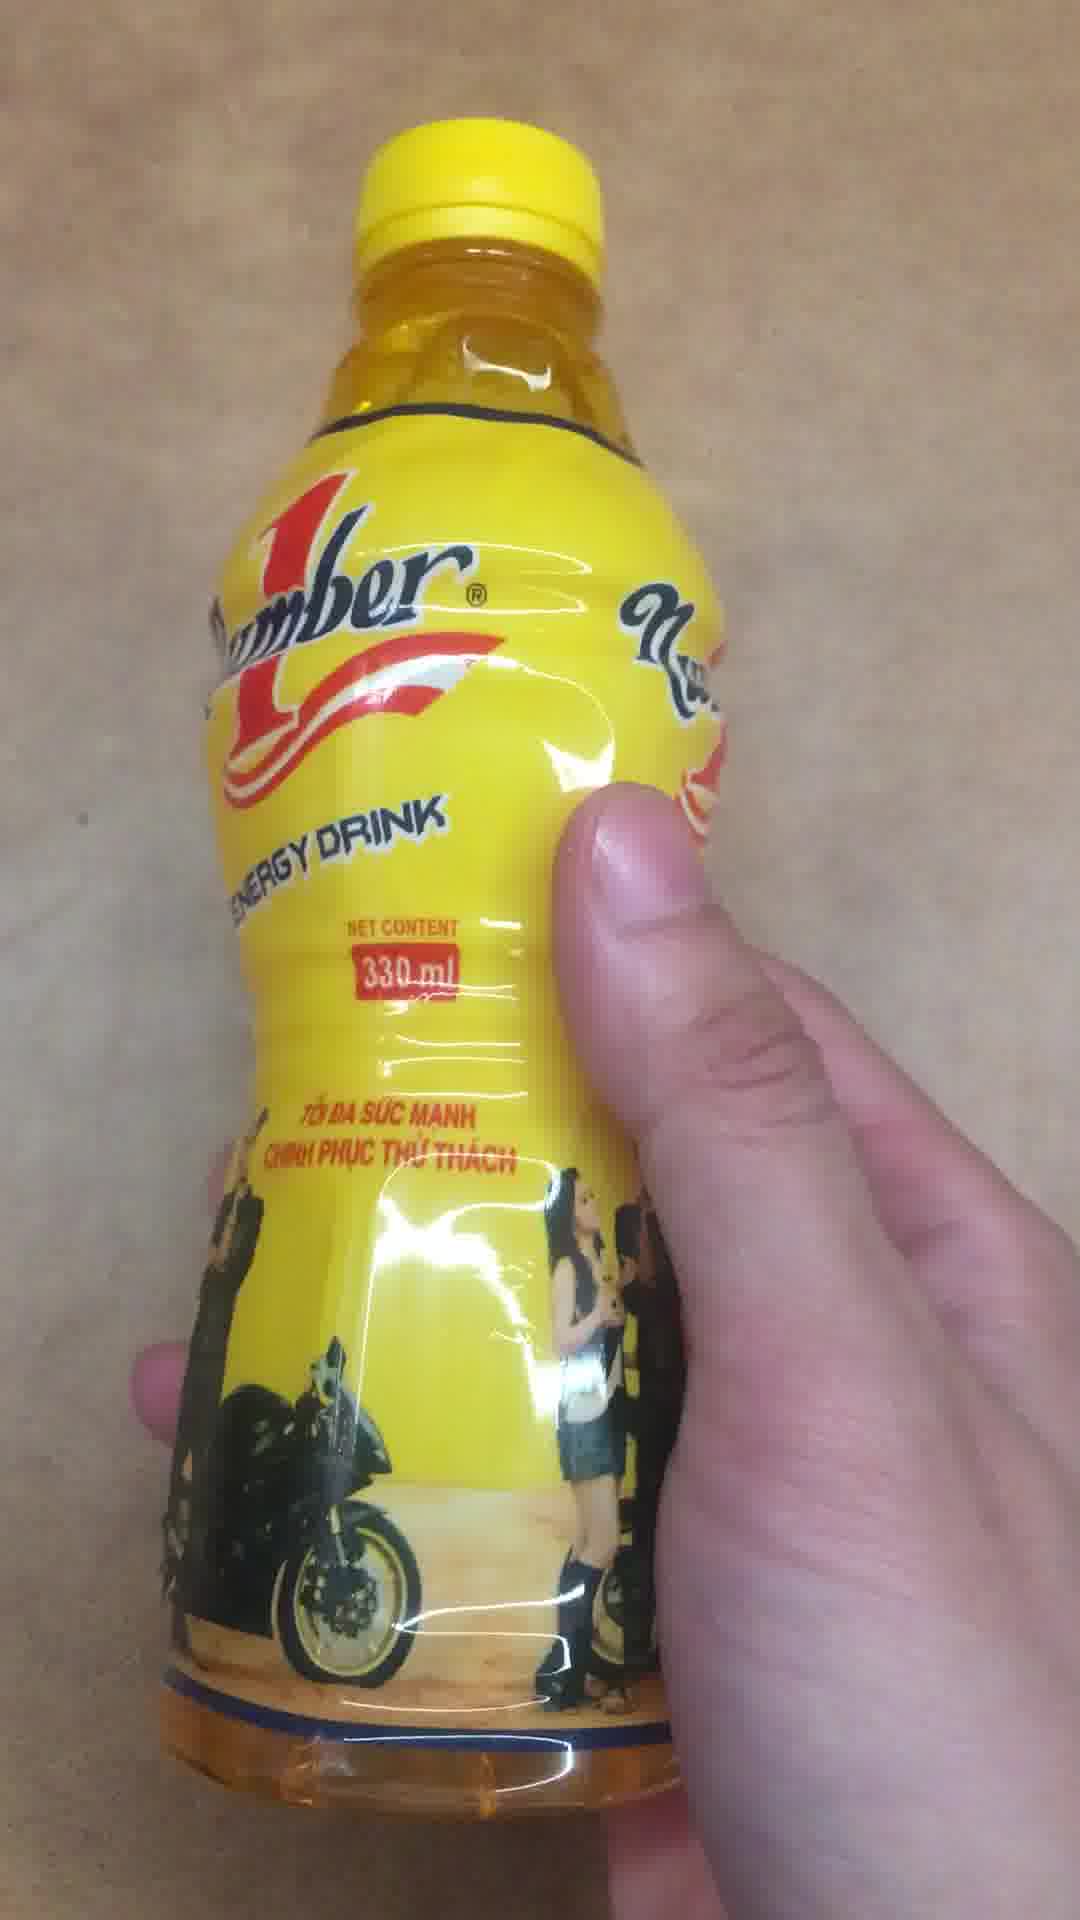 Number 1 ®
ENERGY DRINK
NET CONTENT
330 ml
TỐI ĐA SỨC MẠNH
CHINH PHỤC THỬ THÁCH